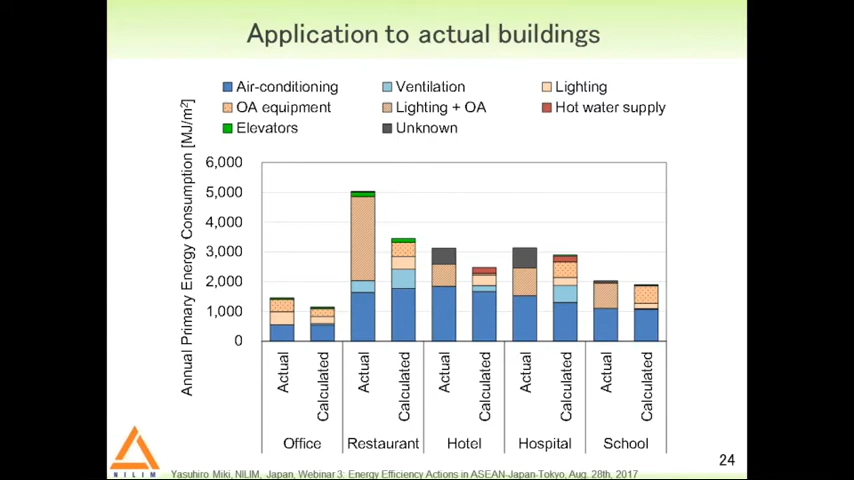 Application to actual buildings
Air-conditioning Ventilation Lighting
OA equipment Lighting + OA Hot water supply
Elevators Unknown
Annual Primary Energy Consumption [MJ/m²]
6,000
5,000
4,000
3,000
2,000
1,000
0
Actual Calculated Actual Calculated Actual Calculated Actual Calculated Actual Calculated
Office Restaurant Hotel Hospital School
24
NILIM
Yasuhiro Miki, NILIM, Japan, Webinar 3: Energy Efficiency Actions in ASEAN-Japan-Tokyo, Aug. 28th, 2017